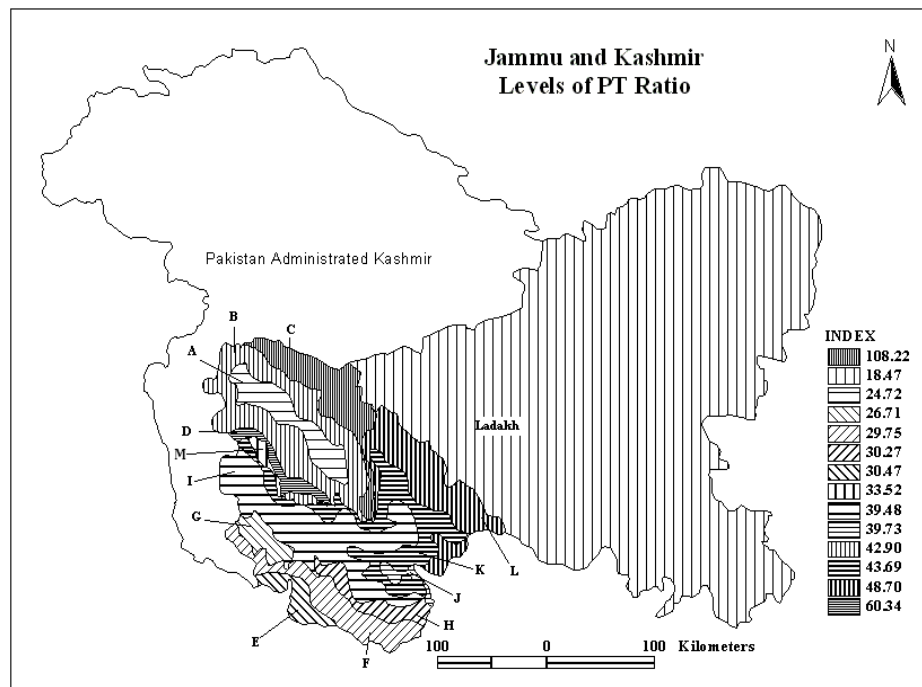 Jammu and Kashmir
Levels of PT Ratio
N
Pakistan Administrated Kashmir
B
C
A
D
M
I
G
E
F
H
J
K
L
Ladakh
INDEX
108.22
18.47
24.72
26.71
29.75
30.27
30.47
33.52
39.48
39.73
42.90
43.69
48.70
60.34
100 0 100 Kilometers